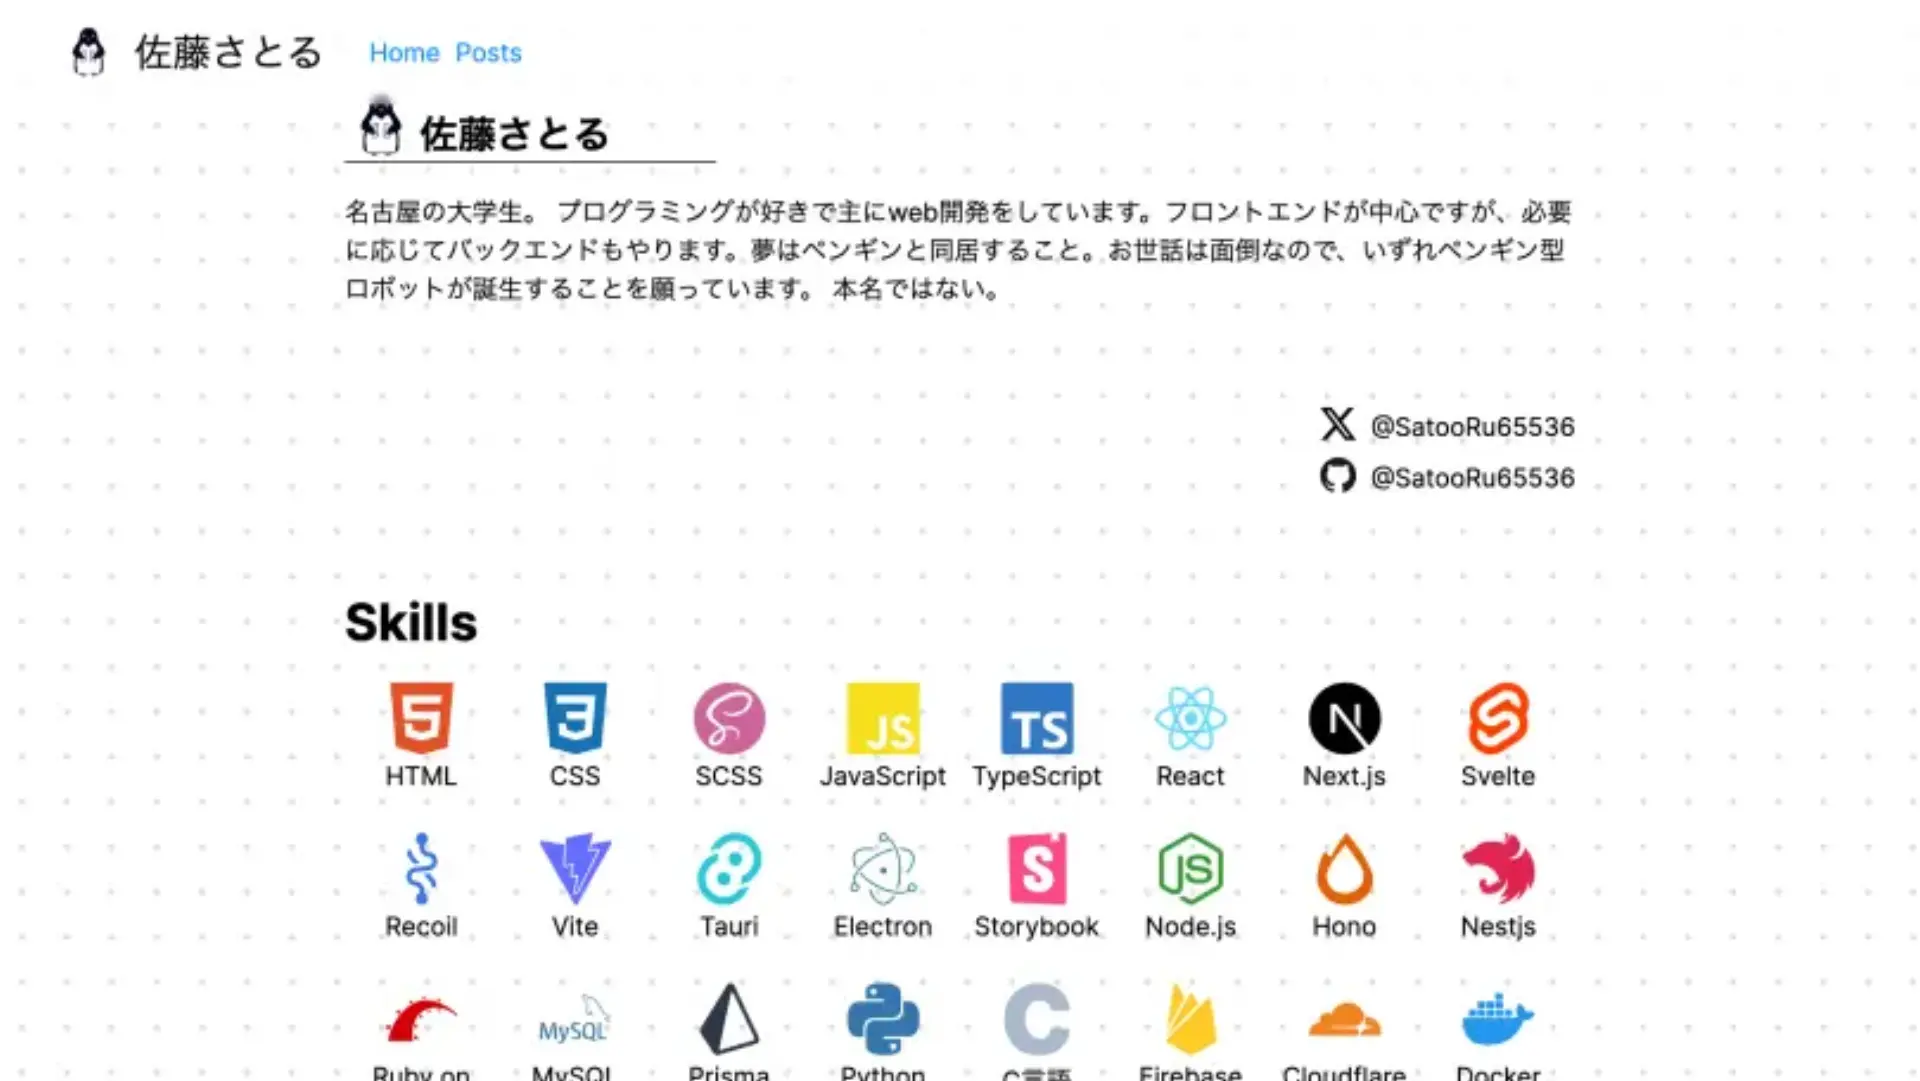 佐藤さとる Home Posts
佐藤さとる
名古屋の大学生。 プログラミングが好きで主にweb開発をしています。フロントエンドが中心ですが、必要
に応じてバックエンドもやります。夢はペンギンと同居すること。お世話は面倒なので、いずれペンギン型
ロボットが誕生することを願っています。 本名ではない。
@SatooRu65536
@SatooRu65536
Skills
HTML CSS SCSS JavaScript TypeScript React Next.js Svelte
Recoil Vite Tauri Electron Storybook Node.js Hono Nestjs
Ruby on MySQL Prisma Python C言語 Firebase Cloudflare Docker